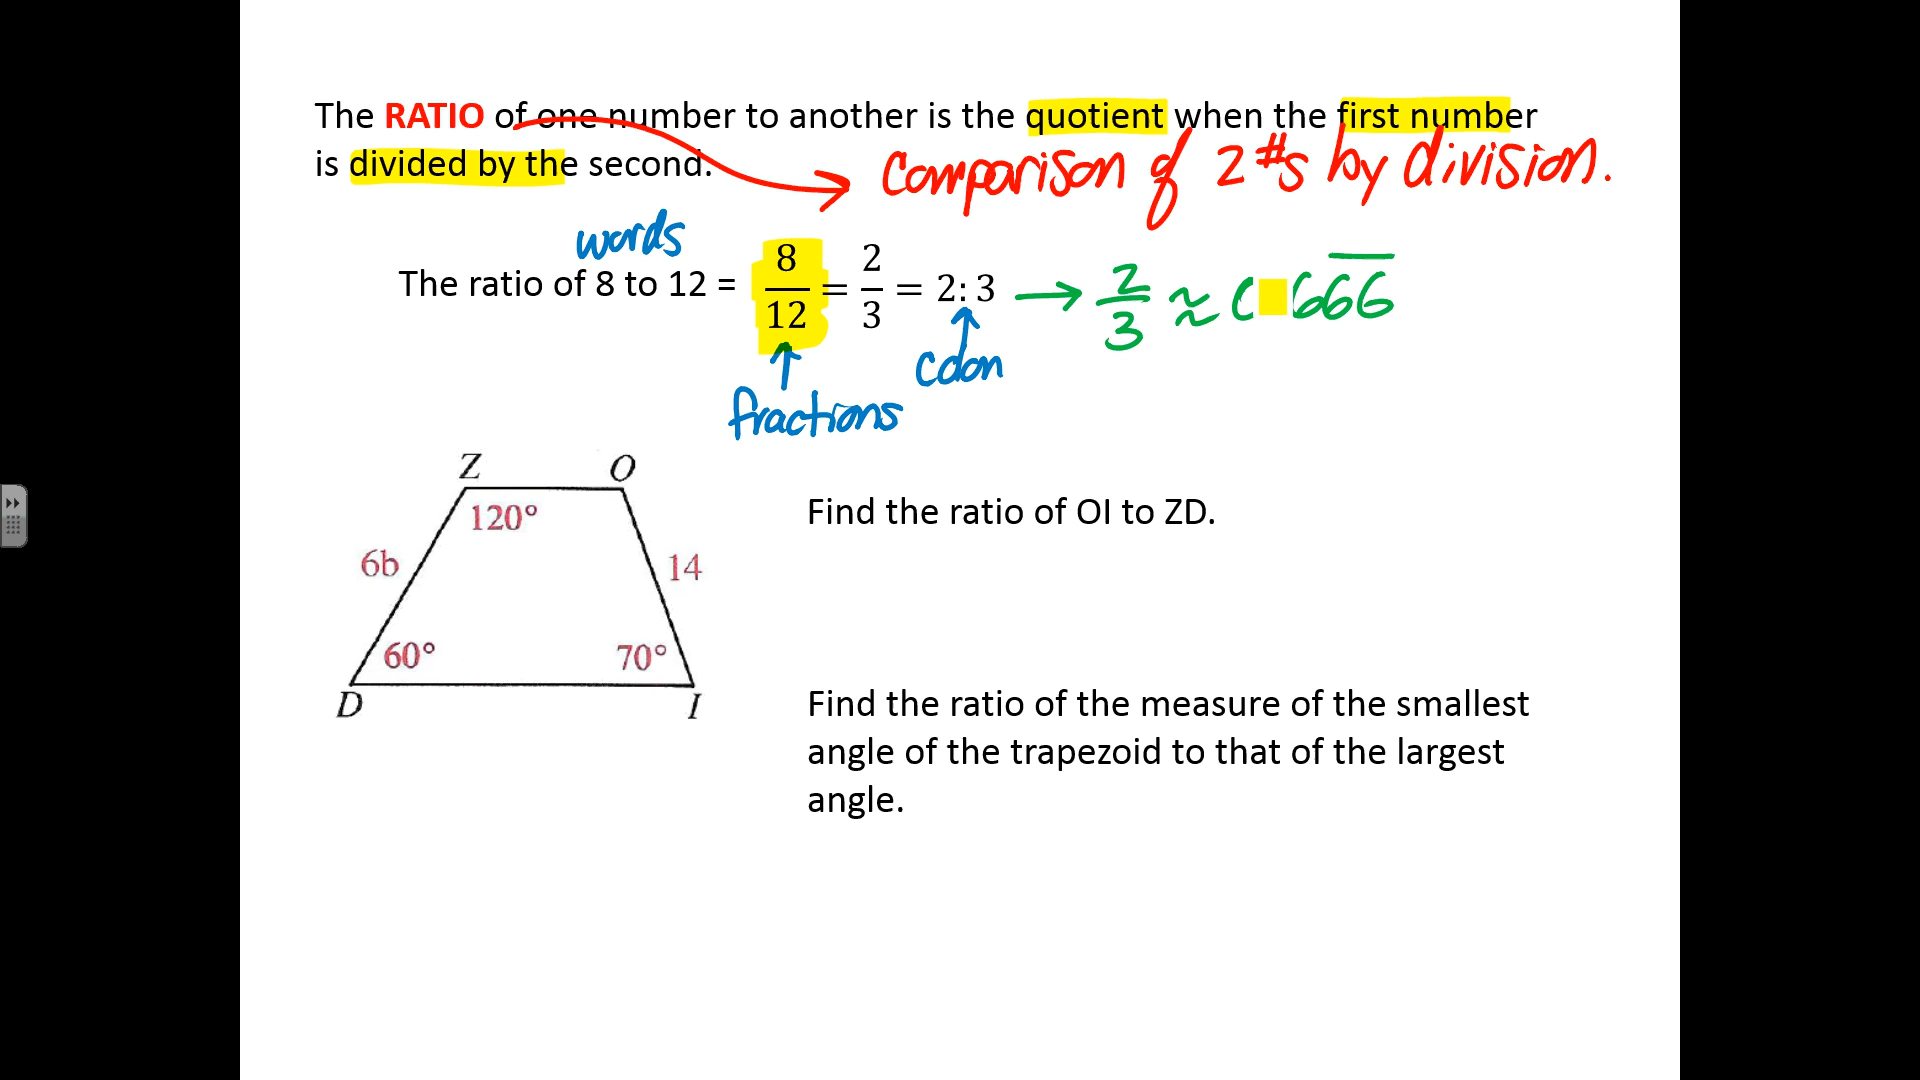 The RATIO of one number to another is the quotient when the first number
is divided by the second.
comparison of 2 #s by division.
words
The ratio of 8 to 12 = 8/12 = 2/3 = 2:3 → 2/3 ≈ 666
colon
fractions
Z O
120°
6b 14
60° 70°
D I
Find the ratio of OI to ZD.
Find the ratio of the measure of the smallest
angle of the trapezoid to that of the largest
angle.